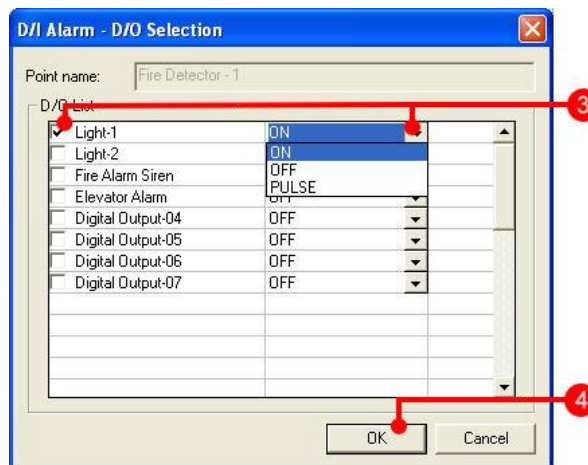 D/I Alarm - D/O Selection
Point name: Fire Detector - 1
D/O List
Light-1 ON
Light-2 ON
Fire Alarm Siren OFF
PULSE
Elevator Alarm OFF
Digital Output-04 OFF
Digital Output-05 OFF
Digital Output-06 OFF
Digital Output-07 OFF
3
4
OK Cancel